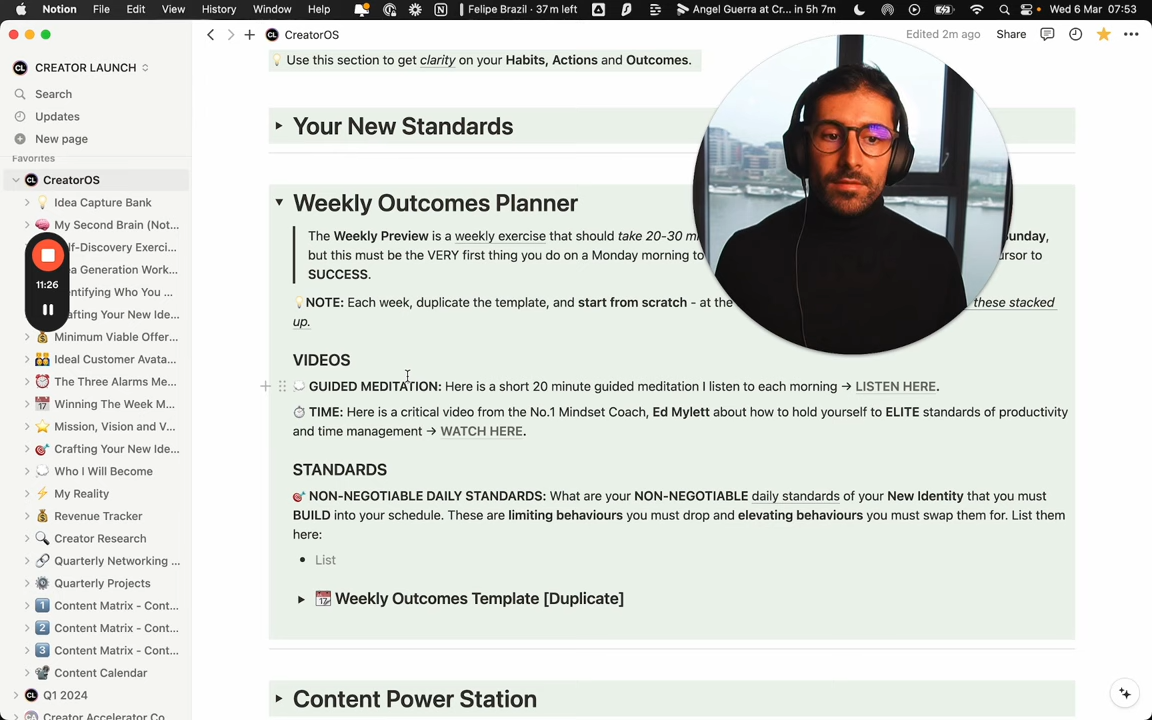 Notion File Edit View History Window Help Felipe Brazil · 37 m left Angel Guerra at Cr... in 5h 7m Wed 6 Mar 07:53
CreatorOS Edited 2m ago Share
CREATOR LAUNCH
Search
Updates
New page
Favorites
CreatorOS
Idea Capture Bank
My Second Brain (Not...
elf-Discovery Exerci...
ea Generation Work...
entifying Who You ...
afting Your New Ide...
Minimum Viable Offer...
Ideal Customer Avata...
The Three Alarms Me...
Winning The Week M...
Mission, Vision and V...
Crafting Your New Ide...
Who I Will Become
My Reality
Revenue Tracker
Creator Research
Quarterly Networking ...
Quarterly Projects
1 Content Matrix - Cont...
2 Content Matrix - Cont...
3 Content Matrix - Cont...
Content Calendar
Q1 2024
Creator Accelerator Co
11:26
Use this section to get clarity on your Habits, Actions and Outcomes.
Your New Standards
Weekly Outcomes Planner
The Weekly Preview is a weekly exercise that should take 20-30 unday,
but this must be the VERY first thing you do on a Monday morning to ursor to
SUCCESS.
NOTE: Each week, duplicate the template, and start from scratch - at the these stacked
up.
VIDEOS
GUIDED MEDITATION: Here is a short 20 minute guided meditation I listen to each morning → LISTEN HERE.
TIME: Here is a critical video from the No.1 Mindset Coach, Ed Mylett about how to hold yourself to ELITE standards of productivity
and time management → WATCH HERE.
STANDARDS
NON-NEGOTIABLE DAILY STANDARDS: What are your NON-NEGOTIABLE daily standards of your New Identity that you must
BUILD into your schedule. These are limiting behaviours you must drop and elevating behaviours you must swap them for. List them
here:
List
Weekly Outcomes Template [Duplicate]
Content Power Station